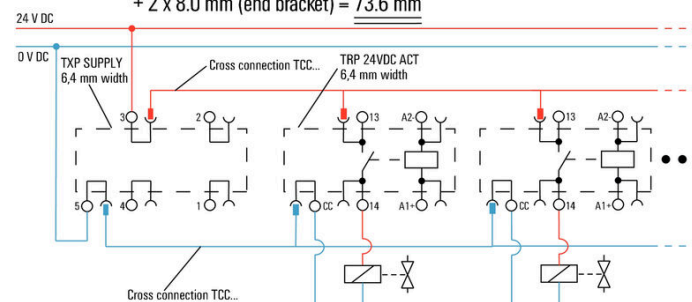 + 2 x 8.0 mm (end bracket) = 73.6 mm
24 V DC
0 V DC
TXP SUPPLY
6,4 mm width
Cross connection TCC...
TRP 24VDC ACT
6,4 mm width
3
2
13
A2-
13
A2-
5
4
1
CC
14
A1+
CC
14
A1+
Cross connection TCC...